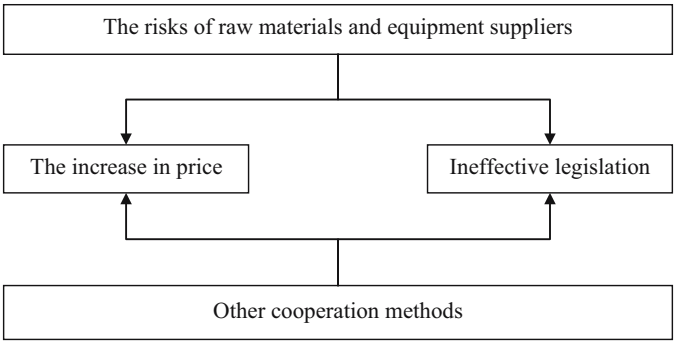 The risks of raw materials and equipment suppliers
The increase in price
Ineffective legislation
Other cooperation methods